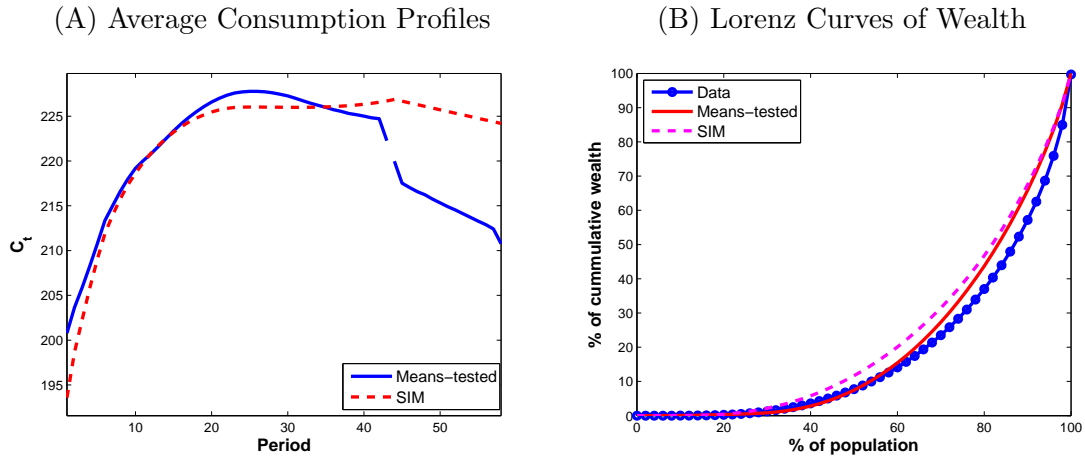 (A) Average Consumption Profiles
225
220
215
210
205
200
195
10
20
30
40
50
C_t
Period
Means−tested
SIM
(B) Lorenz Curves of Wealth
100
90
80
70
60
50
40
30
20
10
0
0
20
40
60
80
100
% of cummulative wealth
% of population
Data
Means−tested
SIM